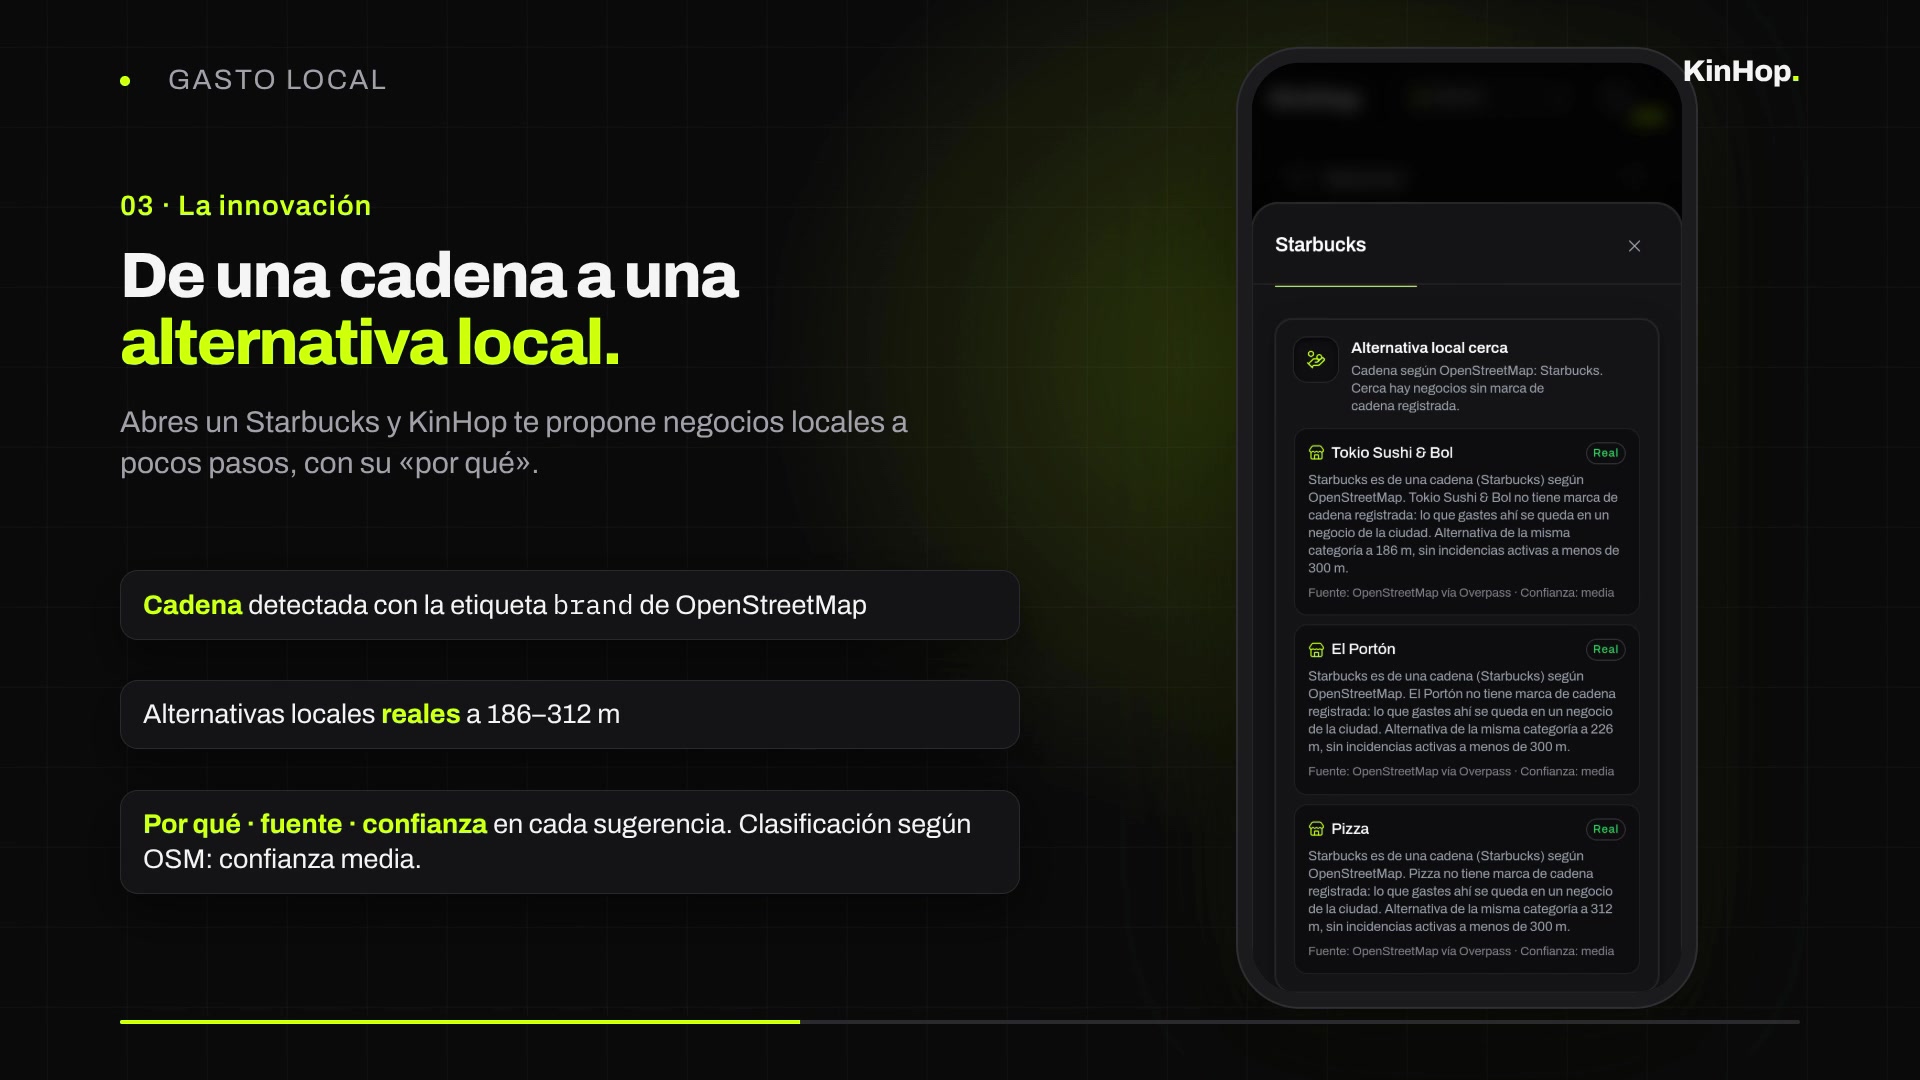 GASTO LOCAL
KinHop.
03 · La innovación
De una cadena a una
alternativa local.
Abres un Starbucks y KinHop te propone negocios locales a
pocos pasos, con su «por qué».
Cadena detectada con la etiqueta brand de OpenStreetMap
Alternativas locales reales a 186–312 m
Por qué · fuente · confianza en cada sugerencia. Clasificación según
OSM: confianza media.
Starbucks
Alternativa local cerca
Cadena según OpenStreetMap: Starbucks.
Cerca hay negocios sin marca de
cadena registrada.
Tokio Sushi & Bol Real
Starbucks es de una cadena (Starbucks) según
OpenStreetMap. Tokio Sushi & Bol no tiene marca de
cadena registrada: lo que gastes ahí se queda en un
negocio de la ciudad. Alternativa de la misma
categoría a 186 m, sin incidencias activas a menos de
300 m.
Fuente: OpenStreetMap vía Overpass · Confianza: media
El Portón Real
Starbucks es de una cadena (Starbucks) según
OpenStreetMap. El Portón no tiene marca de cadena
registrada: lo que gastes ahí se queda en un negocio
de la ciudad. Alternativa de la misma categoría a 226
m, sin incidencias activas a menos de 300 m.
Fuente: OpenStreetMap vía Overpass · Confianza: media
Pizza Real
Starbucks es de una cadena (Starbucks) según
OpenStreetMap. Pizza no tiene marca de cadena
registrada: lo que gastes ahí se queda en un negocio
de la ciudad. Alternativa de la misma categoría a 312
m, sin incidencias activas a menos de 300 m.
Fuente: OpenStreetMap vía Overpass · Confianza: media